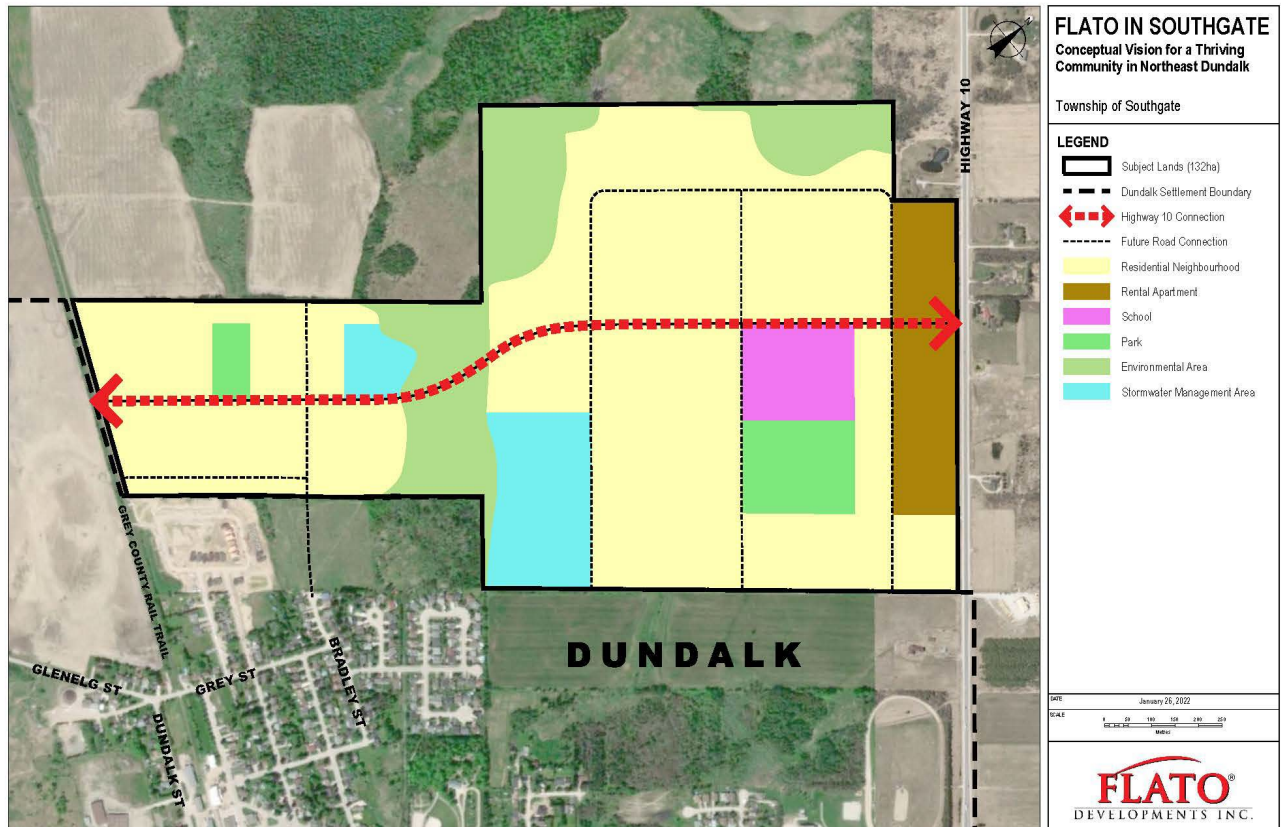 HIGHWAY 10
GREY COUNTY RAIL TRAIL
GLENELG ST
GREY ST
DUNDALK ST
BRADLEY ST
DUNDALK
FLATO IN SOUTHGATE
Conceptual Vision for a Thriving
Community in Northeast Dundalk
Township of Southgate
LEGEND
Subject Lands (132ha)
Dundalk Settlement Boundary
Highway 10 Connection
Future Road Connection
Residential Neighbourhood
Rental Apartment
School
Park
Environmental Area
Stormwater Management Area
DATE
January 26, 2022
SCALE
0 50 100 150 200 250
Metres
FLATO®
DEVELOPMENTS INC.